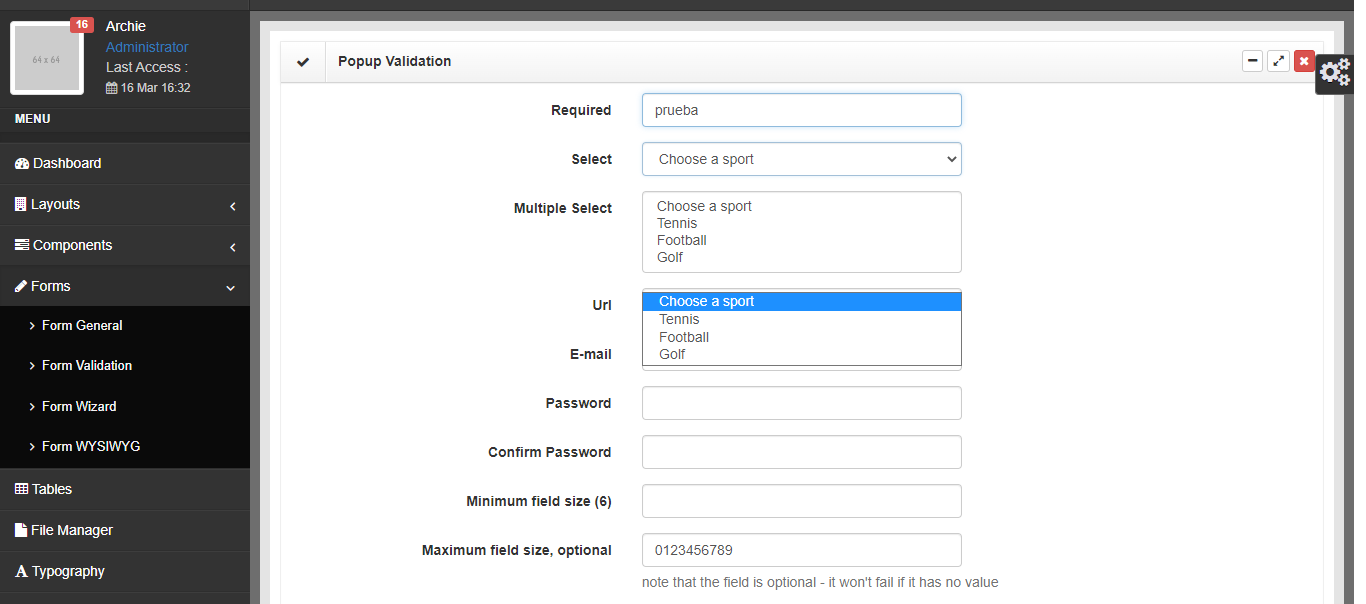 64 x 64
16
Archie
Administrator
Last Access :
16 Mar 16:32
MENU
Dashboard
Layouts
Components
Forms
Form General
Form Validation
Form Wizard
Form WYSIWYG
Tables
File Manager
Typography
Popup Validation
Required
prueba
Select
Choose a sport
Multiple Select
Choose a sport
Tennis
Football
Golf
Url
Choose a sport
Tennis
Football
Golf
E-mail
Password
Confirm Password
Minimum field size (6)
Maximum field size, optional
0123456789
note that the field is optional - it won't fail if it has no value